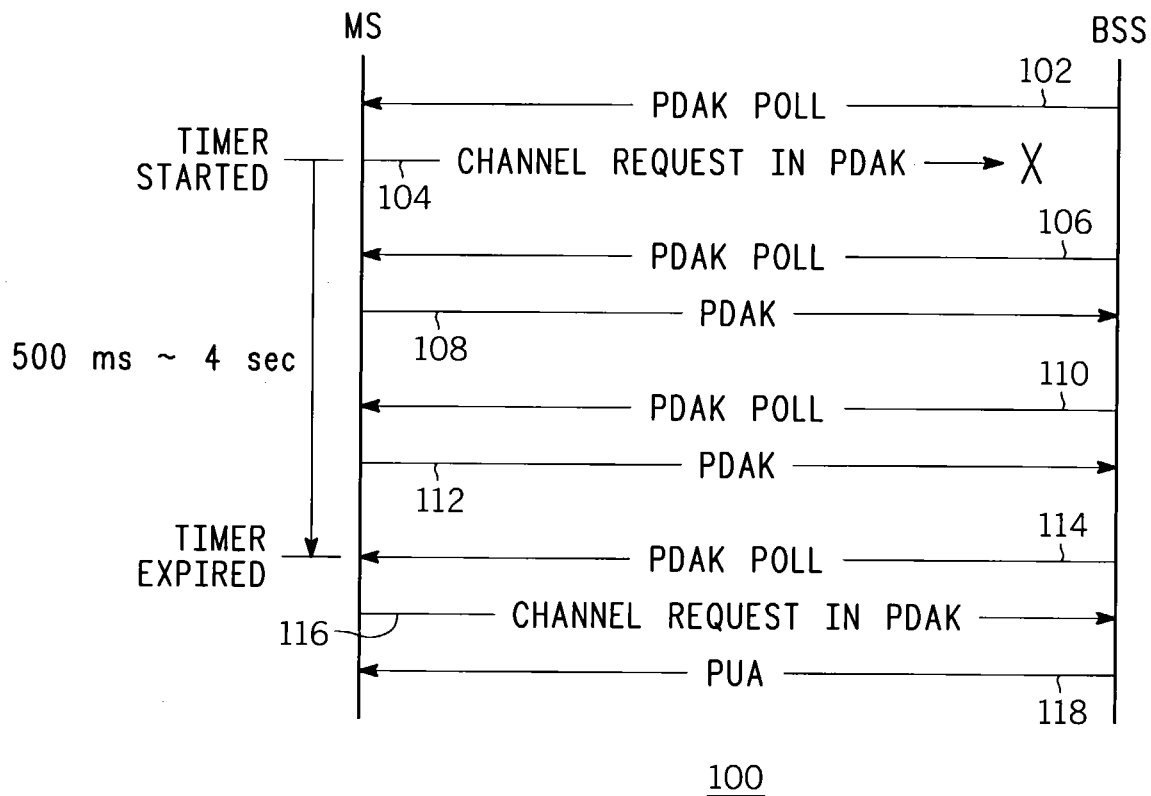 MS
BSS
102
PDAK POLL
TIMER
STARTED
CHANNEL REQUEST IN PDAK
X
104
106
PDAK POLL
PDAK
108
500 ms ~ 4 sec
110
PDAK POLL
PDAK
112
TIMER
EXPIRED
114
PDAK POLL
CHANNEL REQUEST IN PDAK
116
PUA
118
100